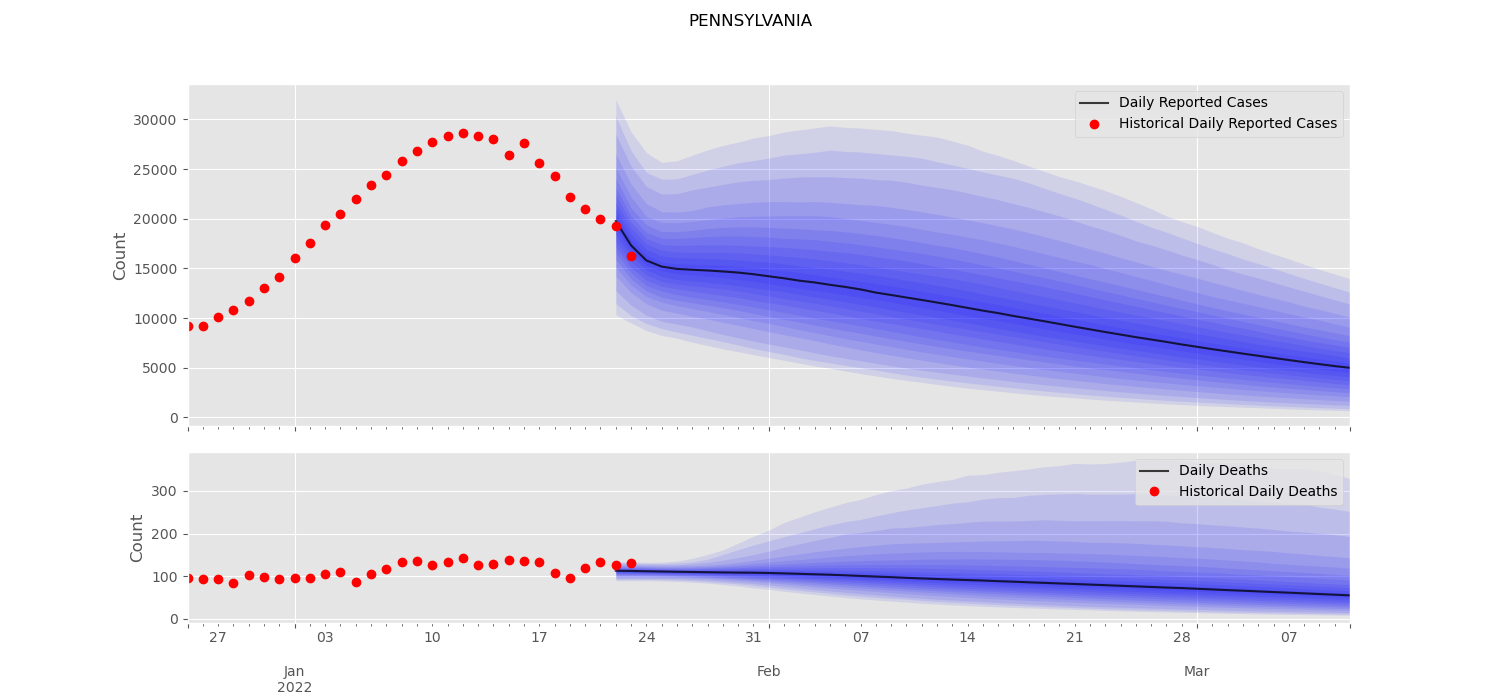 PENNSYLVANIA
Daily Reported Cases
Historical Daily Reported Cases
Count
30000
25000
20000
15000
10000
5000
0
Daily Deaths
Historical Daily Deaths
Count
300
200
100
0
27 03 10 17 24 31 07 14 21 28 07
Jan Feb Mar
2022